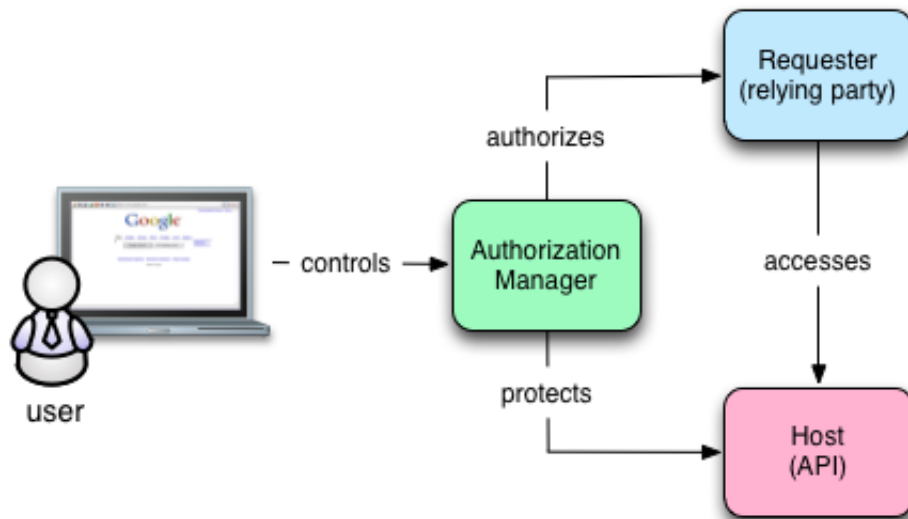 Requester
(relying party)
authorizes
Google
controls
Authorization
Manager
accesses
protects
user
Host
(API)